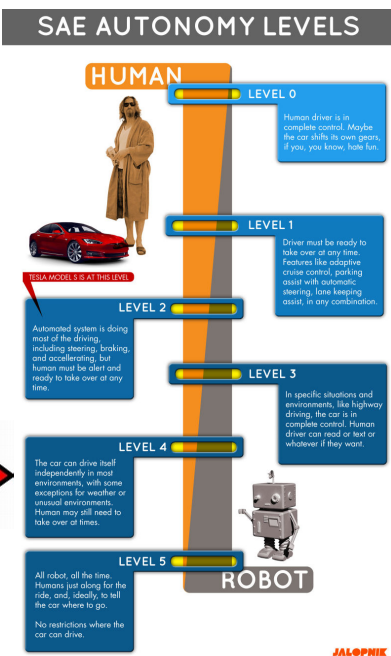 SAE AUTONOMY LEVELS
HUMAN
LEVEL 0
Human driver is in
complete control. Maybe
the car shifts its own gears,
if you, you know, hate fun.
LEVEL 1
Driver must be ready to
take over at any time.
Features like adaptive
cruise control, parking
assist with automatic
steering, lane keeping
assist, in any combination.
TESLA MODEL S IS AT THIS LEVEL
LEVEL 2
Automated system is doing
most of the driving,
including steering, braking,
and accellerating, but
human must be alert and
ready to take over at any
time.
LEVEL 3
In specific situations and
environments, like highway
driving, the car is in
complete control. Human
driver can read or text or
whatever if they want.
LEVEL 4
The car can drive itself
independently in most
environments, with some
exceptions for weather or
unusual environments.
Human may still need to
take over at times.
LEVEL 5
All robot, all the time.
Humans just along for the
ride, and, ideally, to tell
the car where to go.
No restrictions where the
car can drive.
ROBOT
JALOPNIK